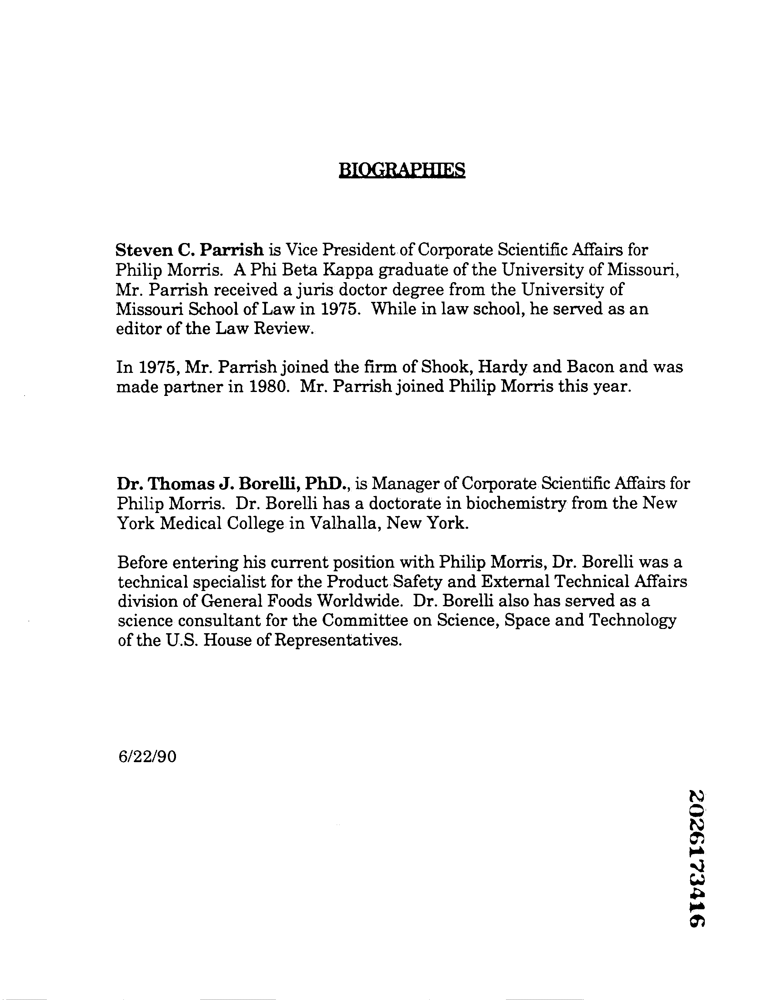 BIOGRAPHIES
Steven C. Parrish is Vice President of Corporate Scientific Affairs for
Philip Morris. A Phi Beta Kappa graduate of the University of Missouri,
Mr. Parrish received a juris doctor degree from the University of
Missouri School of Law in 1975. While in law school, he served as an
editor of the Law Review.
In 1975, Mr. Parrish joined the firm of Shook, Hardy and Bacon and was
made partner in 1980. Mr. Parrish joined Philip Morris this year.
Dr. Thomas J. Borelli, PhD., is Manager of Corporate Scientific Affairs for
Philip Morris. Dr. Borelli has a doctorate in biochemistry from the New
York Medical College in Valhalla, New York.
Before entering his current position with Philip Morris, Dr. Borelli was a
technical specialist for the Product Safety and External Technical Affairs
division of General Foods Worldwide. Dr. Borelli also has served as a
science consultant for the Committee on Science, Space and Technology
of the U.S. House of Representatives.
6/22/90
2026173416